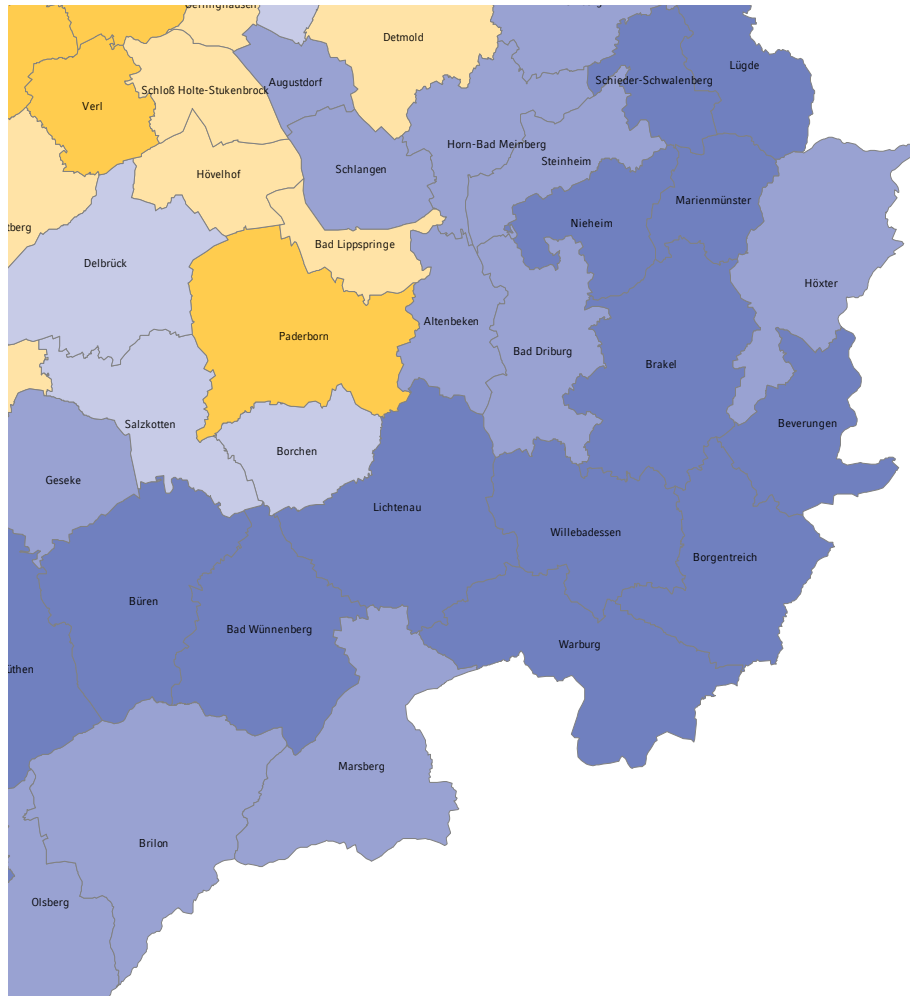 Detmold
Lügde
Schieder-Schwalenberg
Augustdorf
Schloß Holte-Stukenbrock
Verl
Horn-Bad Meinberg
Steinheim
Schlangen
Hövelhof
Marienmünster
Nieheim
Bad Lippspringe
Delbrück
Höxter
Altenbeken
Paderborn
Bad Driburg
Brakel
Salzkotten
Beverungen
Borchen
Geseke
Lichtenau
Willebadessen
Borgentreich
Büren
Bad Wünnenberg
Warburg
üthen
Marsberg
Brilon
Olsberg